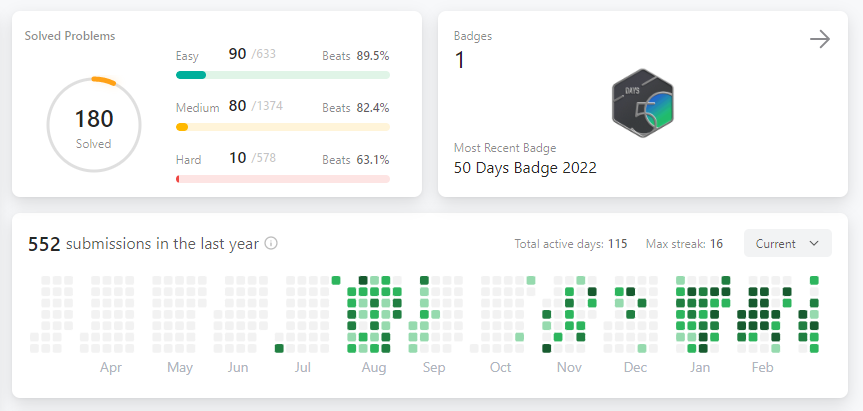 Solved Problems
180
Solved
Easy 90 /633 Beats 89.5%
Medium 80 /1374 Beats 82.4%
Hard 10 /578 Beats 63.1%
Badges
1
DAYS
5
Most Recent Badge
50 Days Badge 2022
552 submissions in the last year
Total active days: 115 Max streak: 16 Current
Apr May Jun Jul Aug Sep Oct Nov Dec Jan Feb